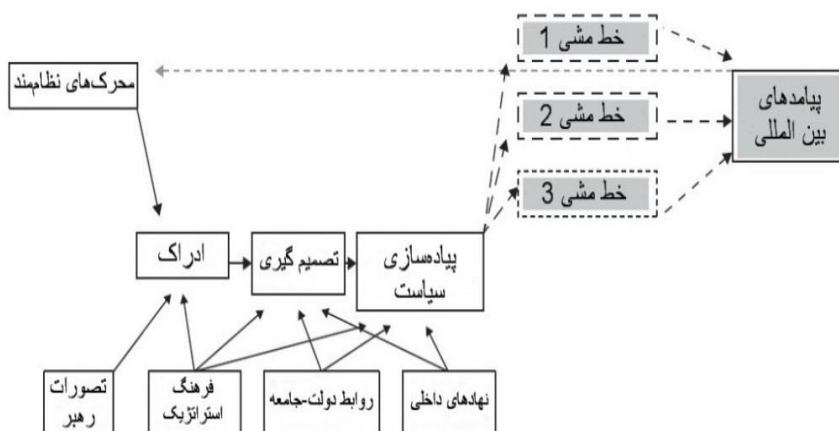 خط مشی 1
محرک‌های نظام‌مند
پیامدهای
بین المللی
خط مشی 2
خط مشی 3
ادراک
تصمیم گیری
پیاده‌سازی
سیاست
تصورات
رهبر
فرهنگ
استراتژیک
روابط دولت-جامعه
نهادهای داخلی